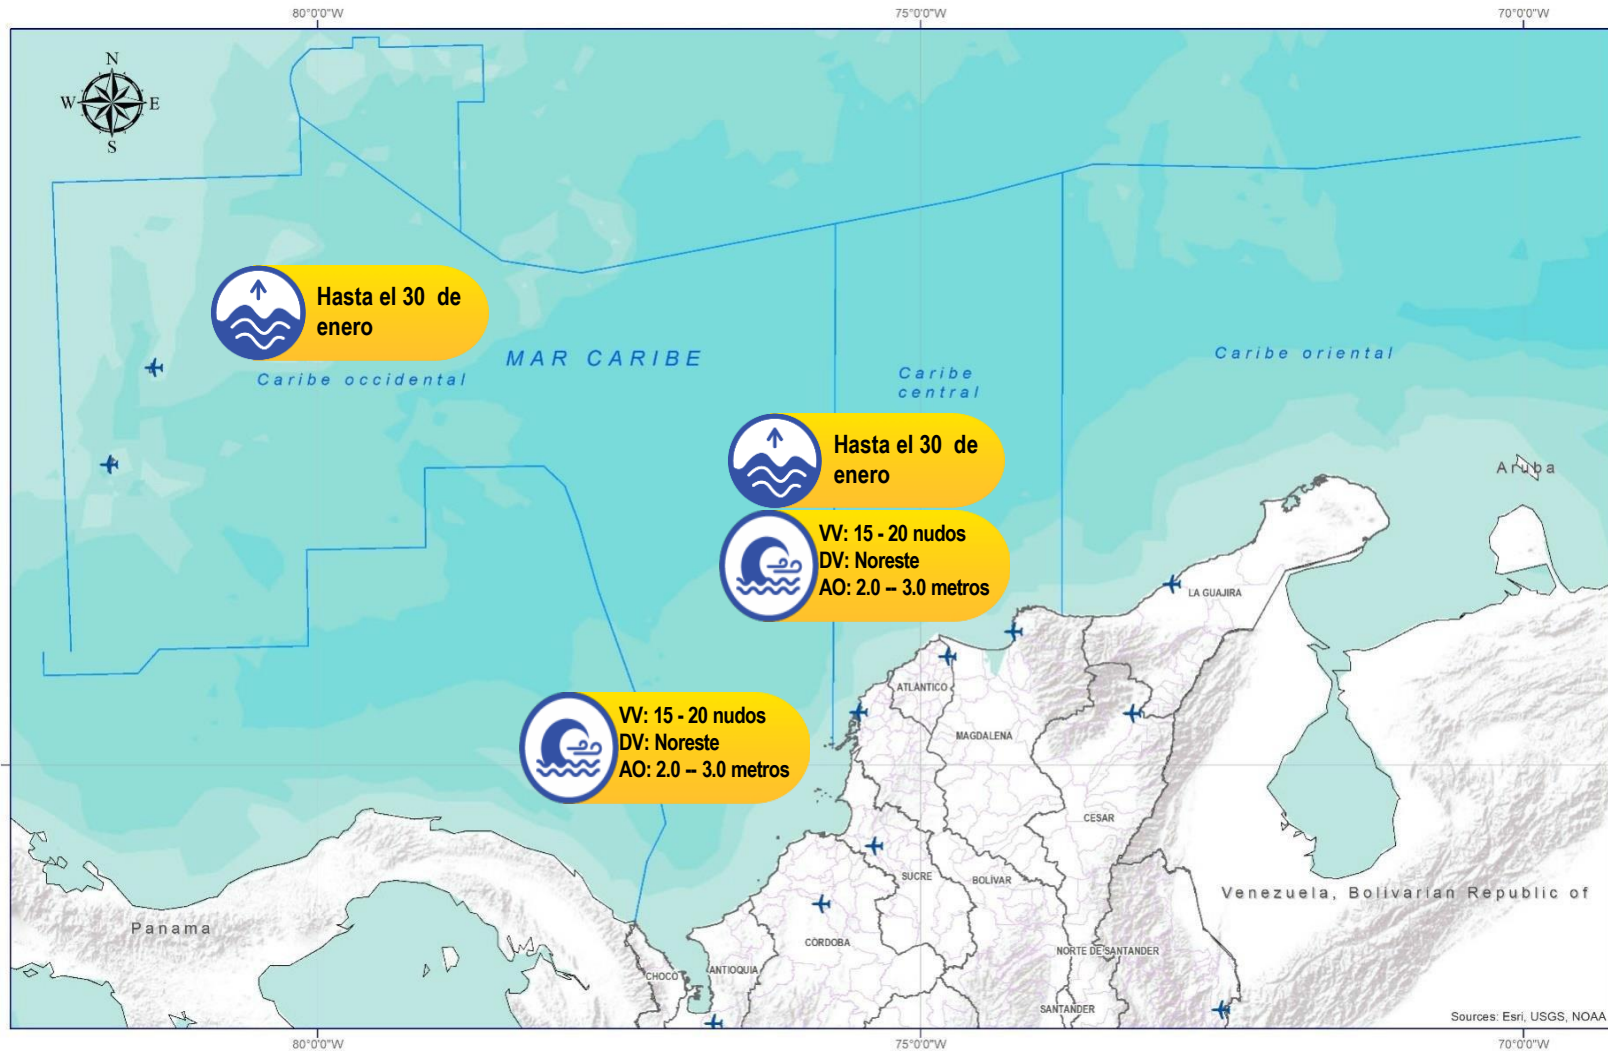 80°0'0"W
75°0'0"W
70°0'0"W
N
W
E
S
Hasta el 30 de
enero
MAR CARIBE
Caribe occidental
Caribe
central
Caribe oriental
Hasta el 30 de
enero
VV: 15 - 20 nudos
DV: Noreste
AO: 2.0 – 3.0 metros
Aruba
LA GUAJIRA
ATLÁNTICO
MAGDALENA
VV: 15 - 20 nudos
DV: Noreste
AO: 2.0 – 3.0 metros
CESAR
SUCRE
BOLÍVAR
Venezuela, Bolivarian Republic of
Panama
CÓRDOBA
NORTE DE SANTANDER
CHOCÓ
ANTIOQUIA
SANTANDER
Sources: Esri, USGS, NOAA
80°0'0"W
75°0'0"W
70°0'0"W